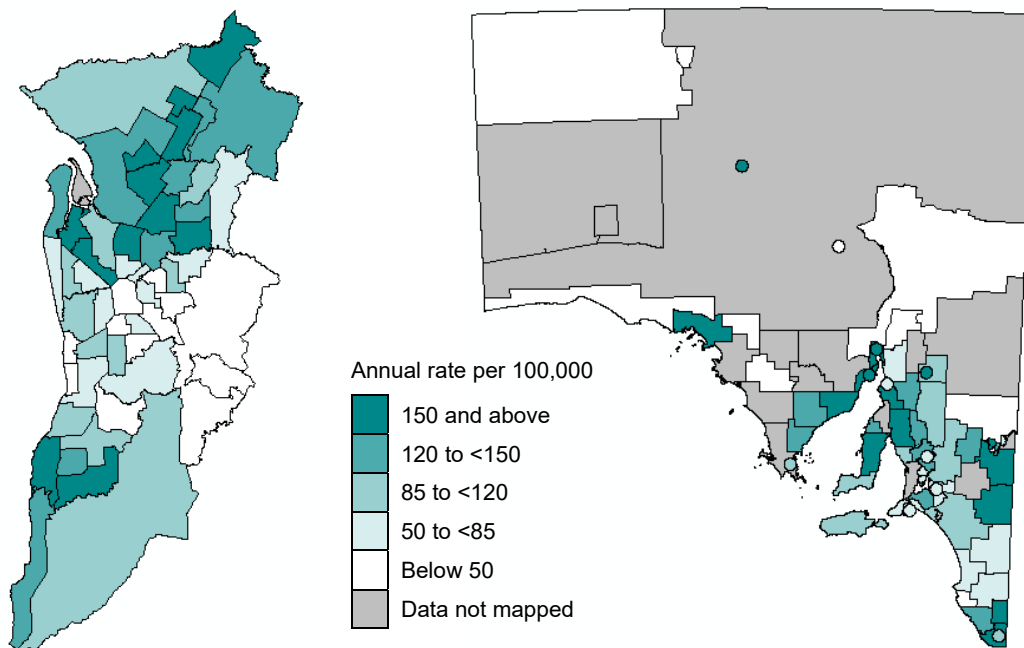 Annual rate per 100,000
150 and above
120 to <150
85 to <120
50 to <85
Below 50
Data not mapped